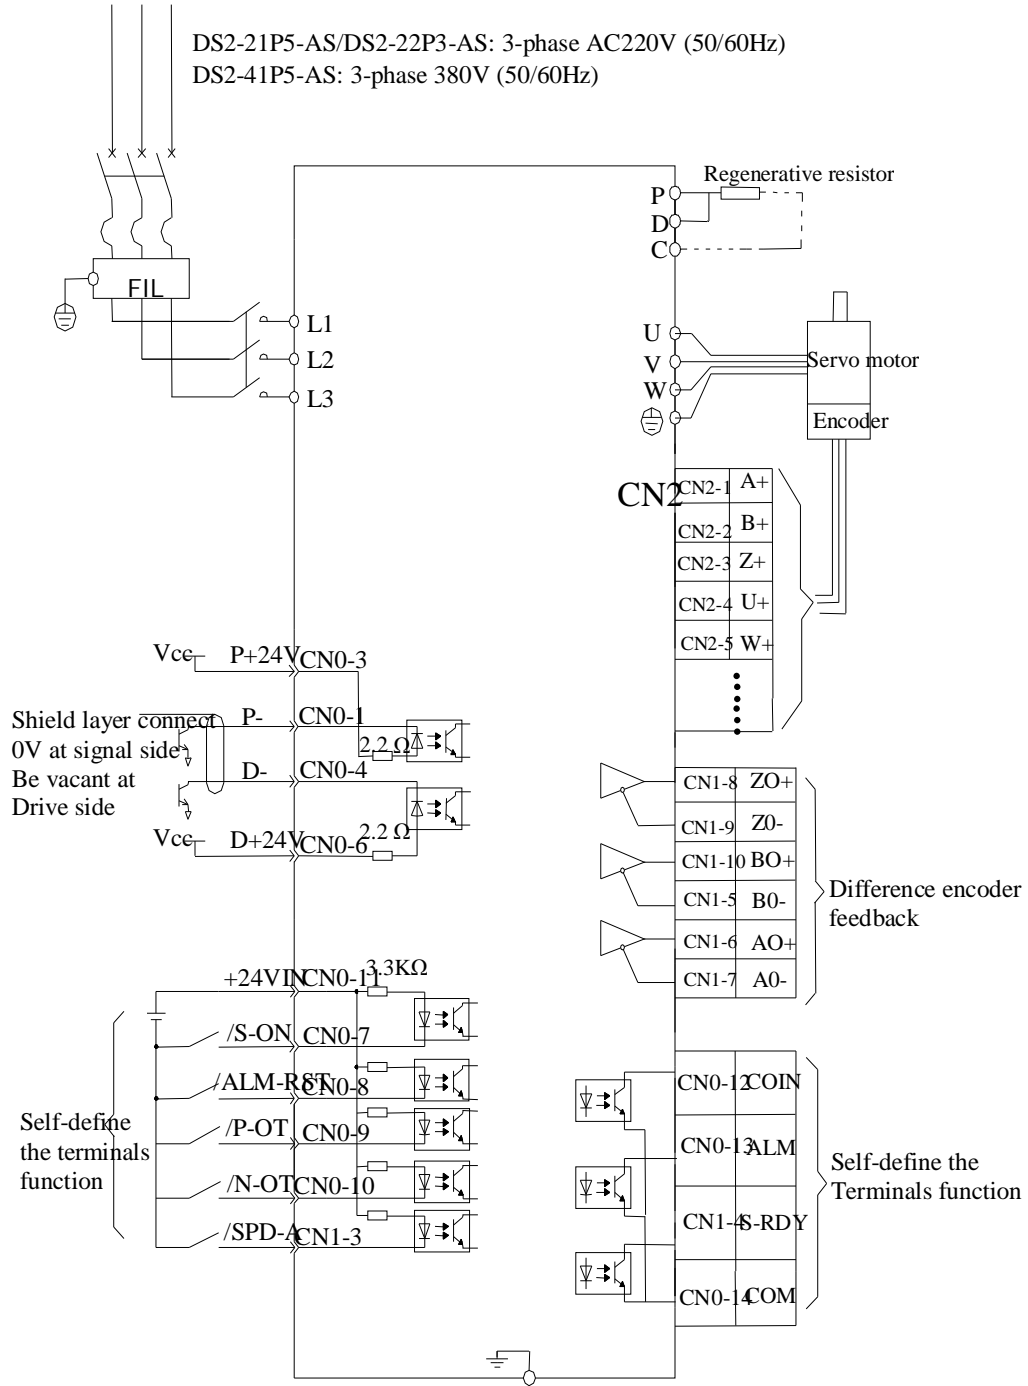 DS2-21P5-AS/DS2-22P3-AS: 3-phase AC220V (50/60Hz)
DS2-41P5-AS: 3-phase 380V (50/60Hz)
Regenerative resistor
P
D
C
FIL
L1
L2
L3
U
V
W
Servo motor
Encoder
CN2
CN2-1 A+
CN2-2 B+
CN2-3 Z+
CN2-4 U+
CN2-5 W+
Vcc P+24V CN0-3
Shield layer connect
0V at signal side
Be vacant at
Drive side
P- CN0-1
2.2 Ω
D- CN0-4
2.2 Ω
Vcc D+24V CN0-6
CN1-8 ZO+
CN1-9 Z0-
CN1-10 BO+
CN1-5 B0-
CN1-6 AO+
CN1-7 A0-
Difference encoder
feedback
+24VIN CN0-11
3.3KΩ
/S-ON CN0-7
/ALM-RST CN0-8
/P-OT CN0-9
/N-OT CN0-10
/SPD-A CN1-3
Self-define
the terminals
function
CN0-12 COIN
CN0-13 ALM
CN1-4 S-RDY
CN0-14 COM
Self-define the
Terminals function